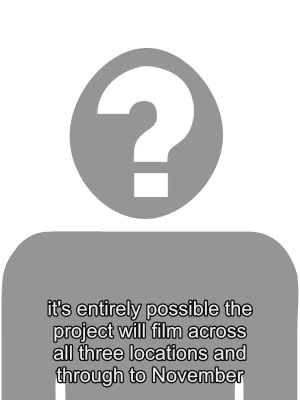 ?
it's entirely possible the
project will film across
all three locations and
through to November